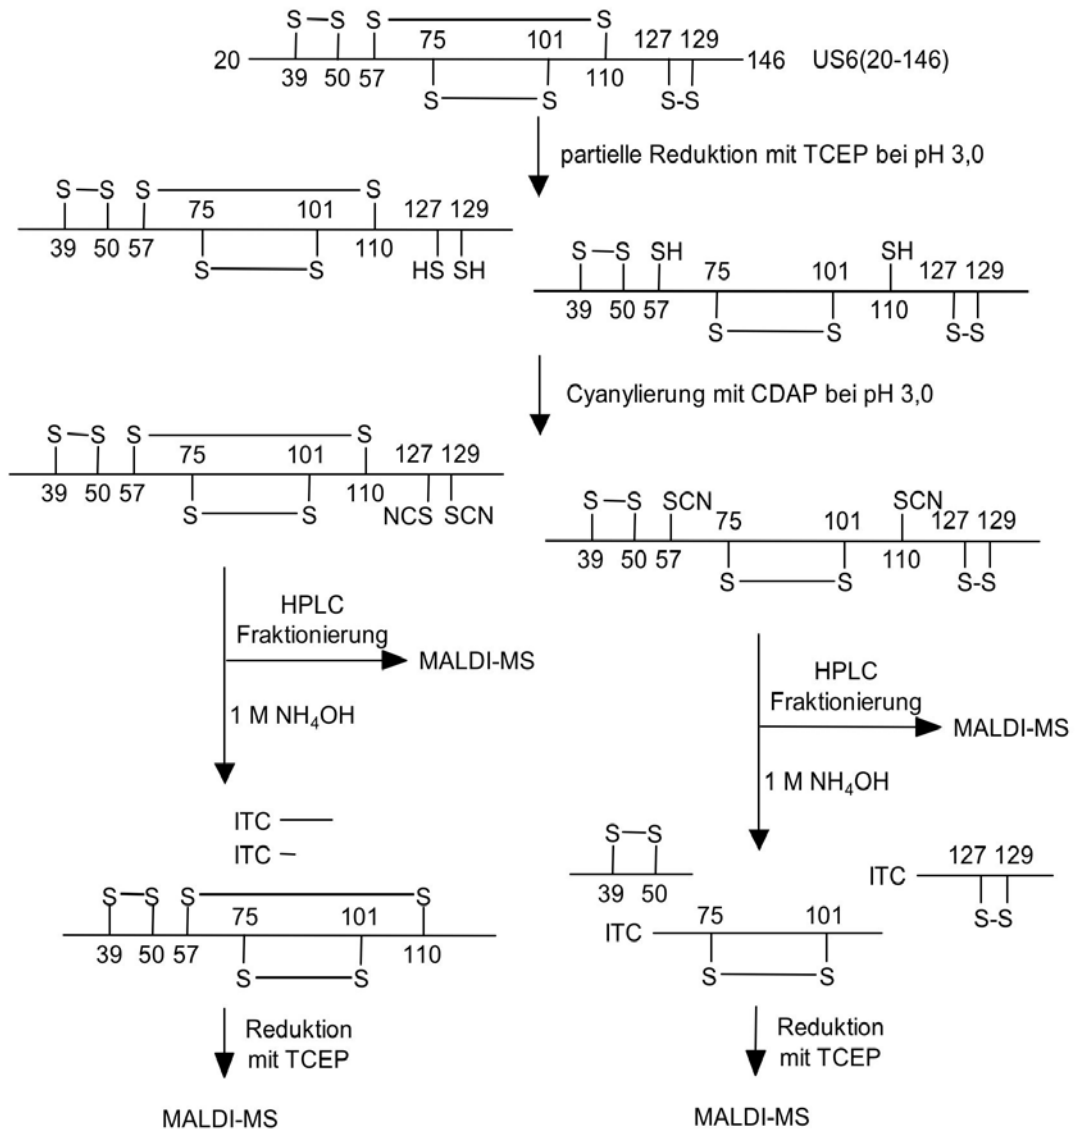 S S S S
75 101 127 129
20 146 US6(20-146)
39 50 57 110
S S S-S
partielle Reduktion mit TCEP bei pH 3,0
S S S S
75 101 127 129
39 50 57 110
S S HS SH
S S SH SH
75 101 127 129
39 50 57 110
S S S-S
Cyanylierung mit CDAP bei pH 3,0
S S S S
75 101 127 129
39 50 57 110
S S NCS SCN
S S SCN SCN
75 101 127 129
39 50 57 110
S S S-S
HPLC
Fraktionierung
MALDI-MS
1 M NH₄OH
HPLC
Fraktionierung
MALDI-MS
1 M NH₄OH
ITC
ITC
S S S S
75 101
39 50 57 110
S S
Reduktion
mit TCEP
MALDI-MS
S S
39 50
127 129
ITC
S-S
75 101
ITC
S S
Reduktion
mit TCEP
MALDI-MS